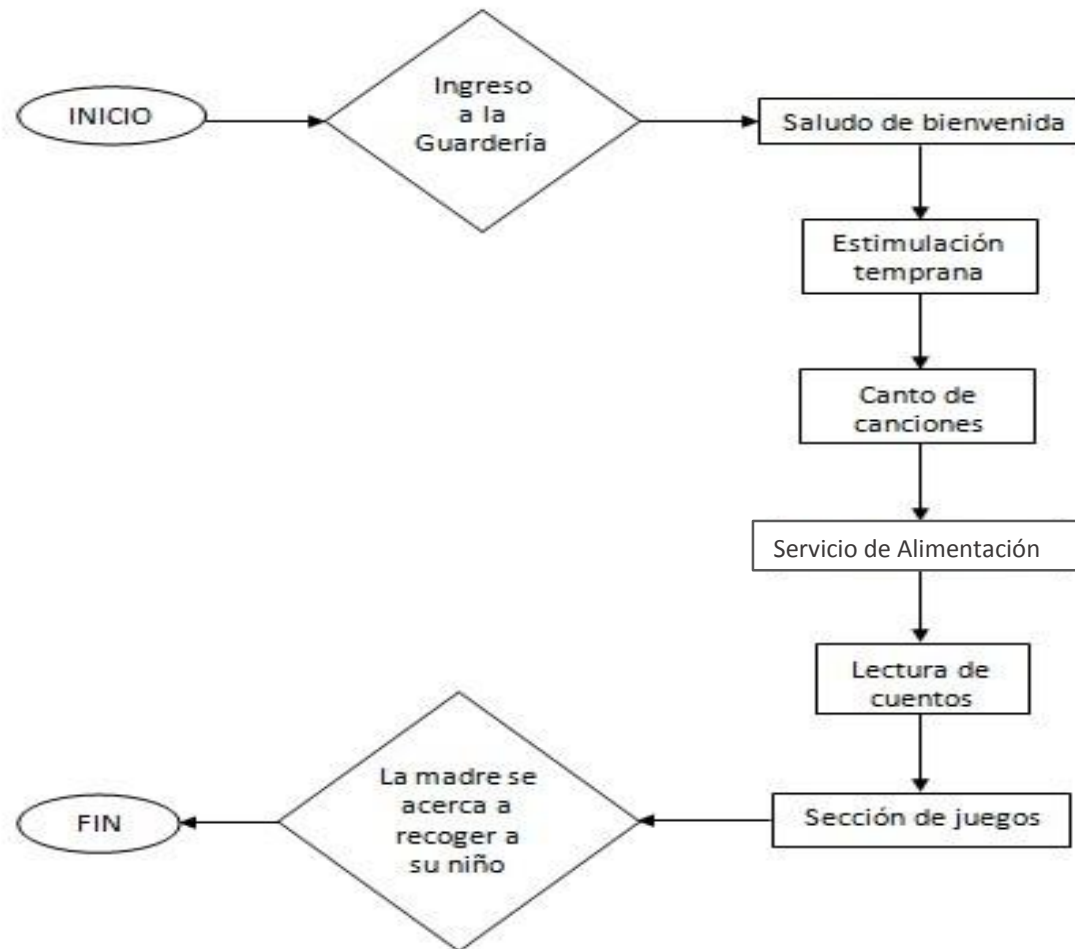 INICIO
Ingreso
a la
Guardería
Saludo de bienvenida
Estimulación
temprana
Canto de
canciones
Servicio de Alimentación
Lectura de
cuentos
Sección de juegos
La madre se
acerca a
recoger a
su niño
FIN